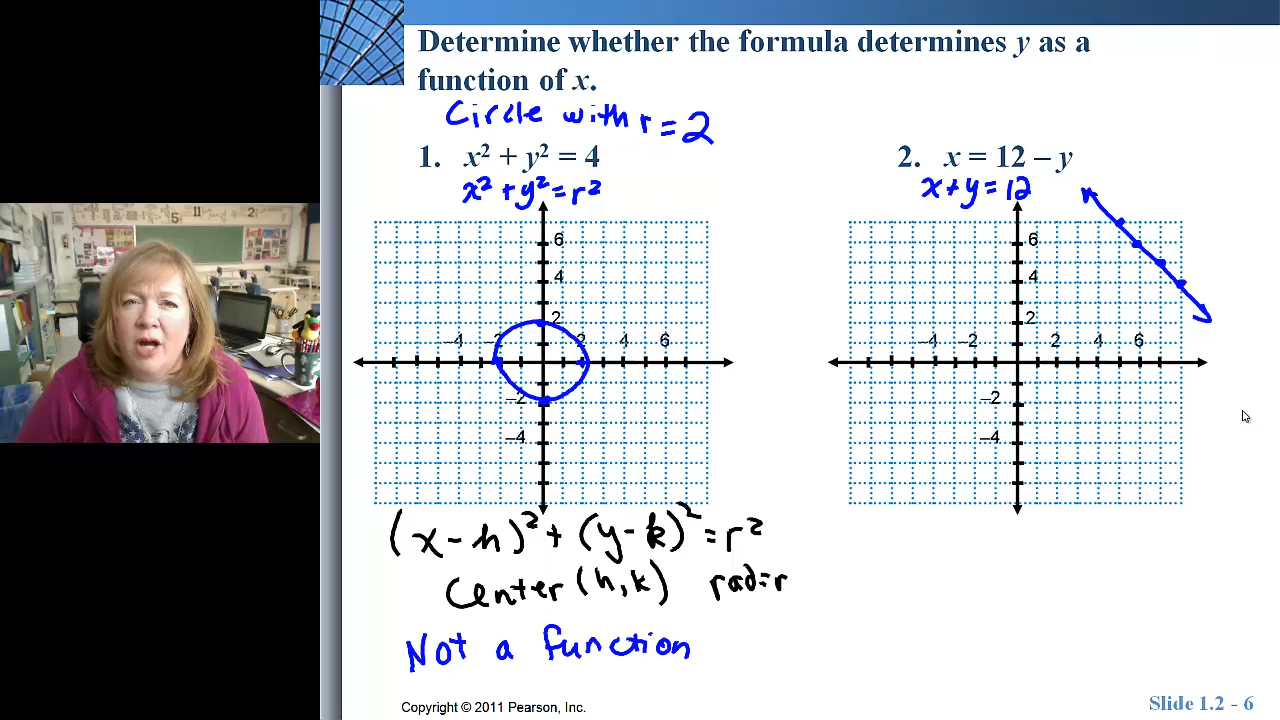 Determine whether the formula determines y as a
function of x.
Circle with r = 2
1. x² + y² = 4
x² + y² = r²
2. x = 12 – y
x + y = 12
6
4
2
–4
–2
2
4
6
–2
–4
6
4
2
–4
–2
2
4
6
–2
–4
(x – h)² + (y – k)² = r²
Center (h, k) rad = r
Not a function
Copyright © 2011 Pearson, Inc.
Slide 1.2 - 6